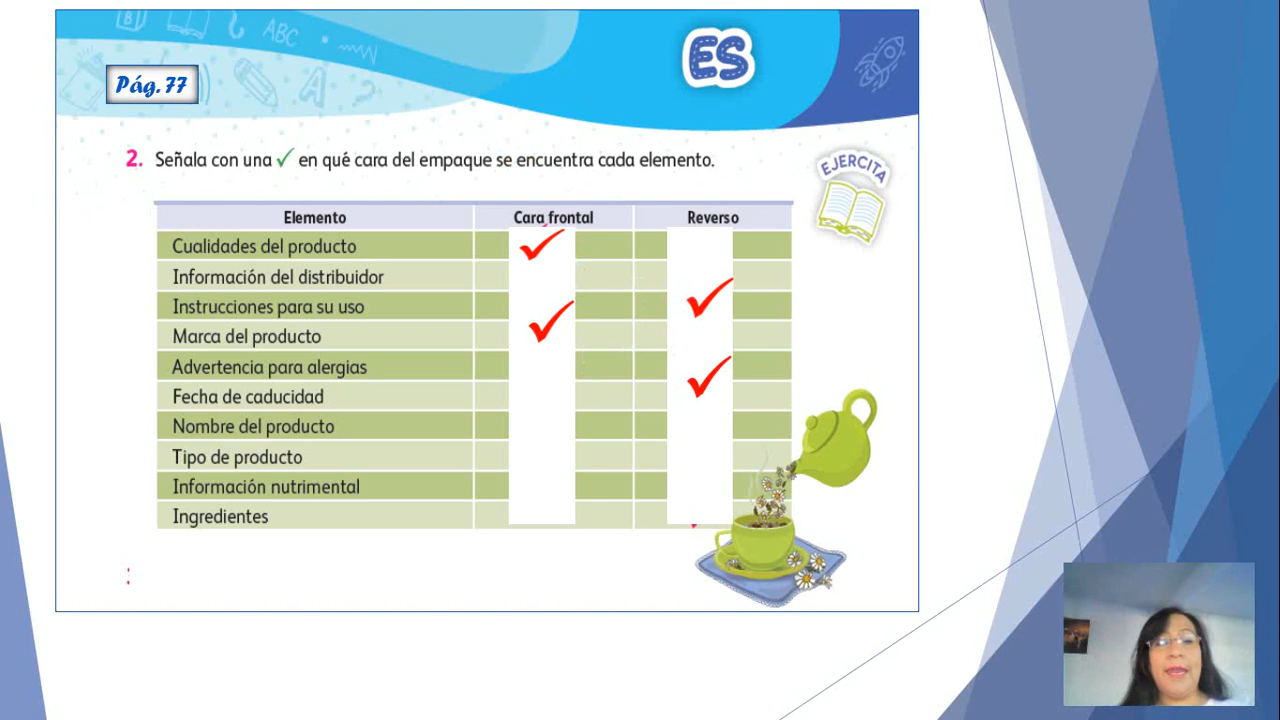 ABC
A
ES
Pág. 77
2. Señala con una ✓ en qué cara del empaque se encuentra cada elemento.
EJERCITA
Elemento Cara frontal Reverso
Cualidades del producto ✓
Información del distribuidor
Instrucciones para su uso ✓
Marca del producto ✓
Advertencia para alergias
Fecha de caducidad ✓
Nombre del producto
Tipo de producto
Información nutrimental
Ingredientes